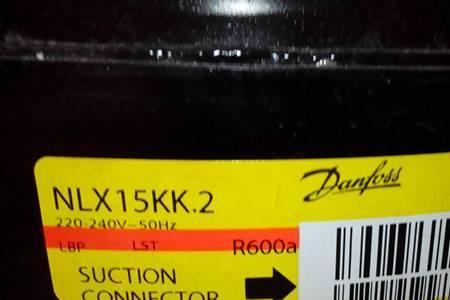 NLX15KK.2
Danfoss
220-240V~50Hz
LBP LST R600a
SUCTION
CONNECTOR